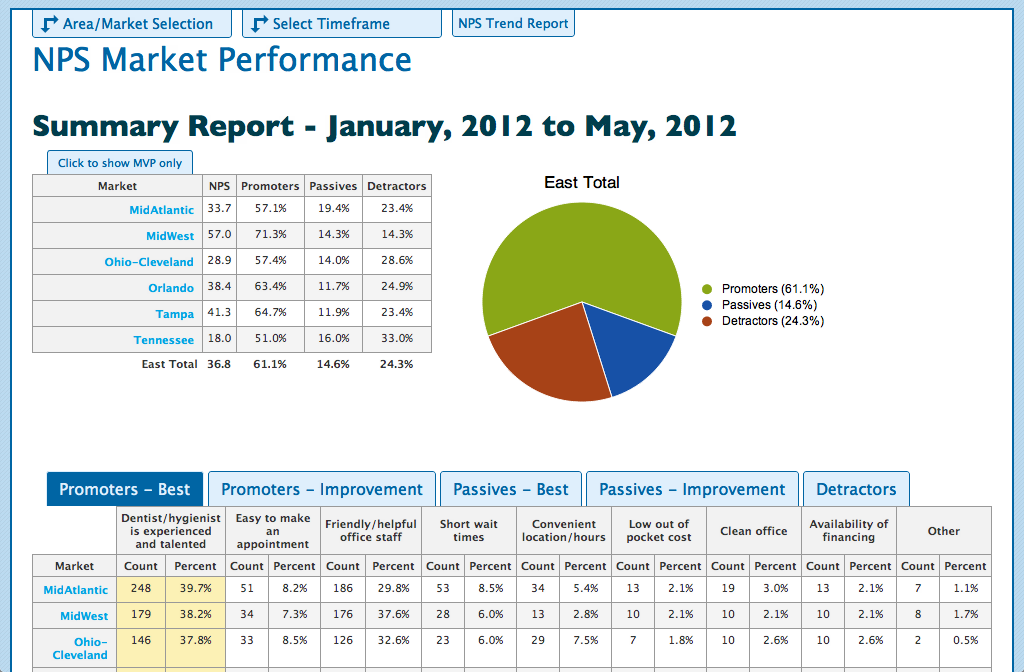 Area/Market Selection Select Timeframe NPS Trend Report
NPS Market Performance
Summary Report - January, 2012 to May, 2012
Click to show MVP only
Market NPS Promoters Passives Detractors
MidAtlantic 33.7 57.1% 19.4% 23.4%
MidWest 57.0 71.3% 14.3% 14.3%
Ohio-Cleveland 28.9 57.4% 14.0% 28.6%
Orlando 38.4 63.4% 11.7% 24.9%
Tampa 41.3 64.7% 11.9% 23.4%
Tennessee 18.0 51.0% 16.0% 33.0%
East Total 36.8 61.1% 14.6% 24.3%
East Total
Promoters (61.1%)
Passives (14.6%)
Detractors (24.3%)
Promoters – Best Promoters – Improvement Passives – Best Passives – Improvement Detractors
Dentist/hygienist is experienced and talented Easy to make an appointment Friendly/helpful office staff Short wait times Convenient location/hours Low out of pocket cost Clean office Availability of financing Other
Market Count Percent Count Percent Count Percent Count Percent Count Percent Count Percent Count Percent Count Percent Count Percent
MidAtlantic 248 39.7% 51 8.2% 186 29.8% 53 8.5% 34 5.4% 13 2.1% 19 3.0% 13 2.1% 7 1.1%
MidWest 179 38.2% 34 7.3% 176 37.6% 28 6.0% 13 2.8% 10 2.1% 10 2.1% 10 2.1% 8 1.7%
Ohio-Cleveland 146 37.8% 33 8.5% 126 32.6% 23 6.0% 29 7.5% 7 1.8% 10 2.6% 10 2.6% 2 0.5%